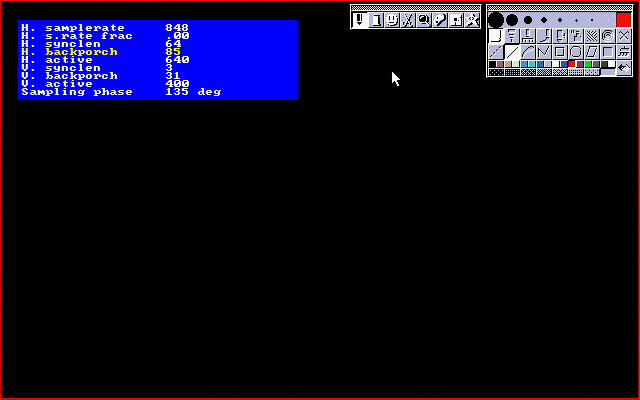 H. samplerate 848
H. s.rate frac .00
H. synclen 64
H. backporch 85
H. active 640
V. synclen 3
V. backporch 31
V. active 400
Sampling phase 135 deg